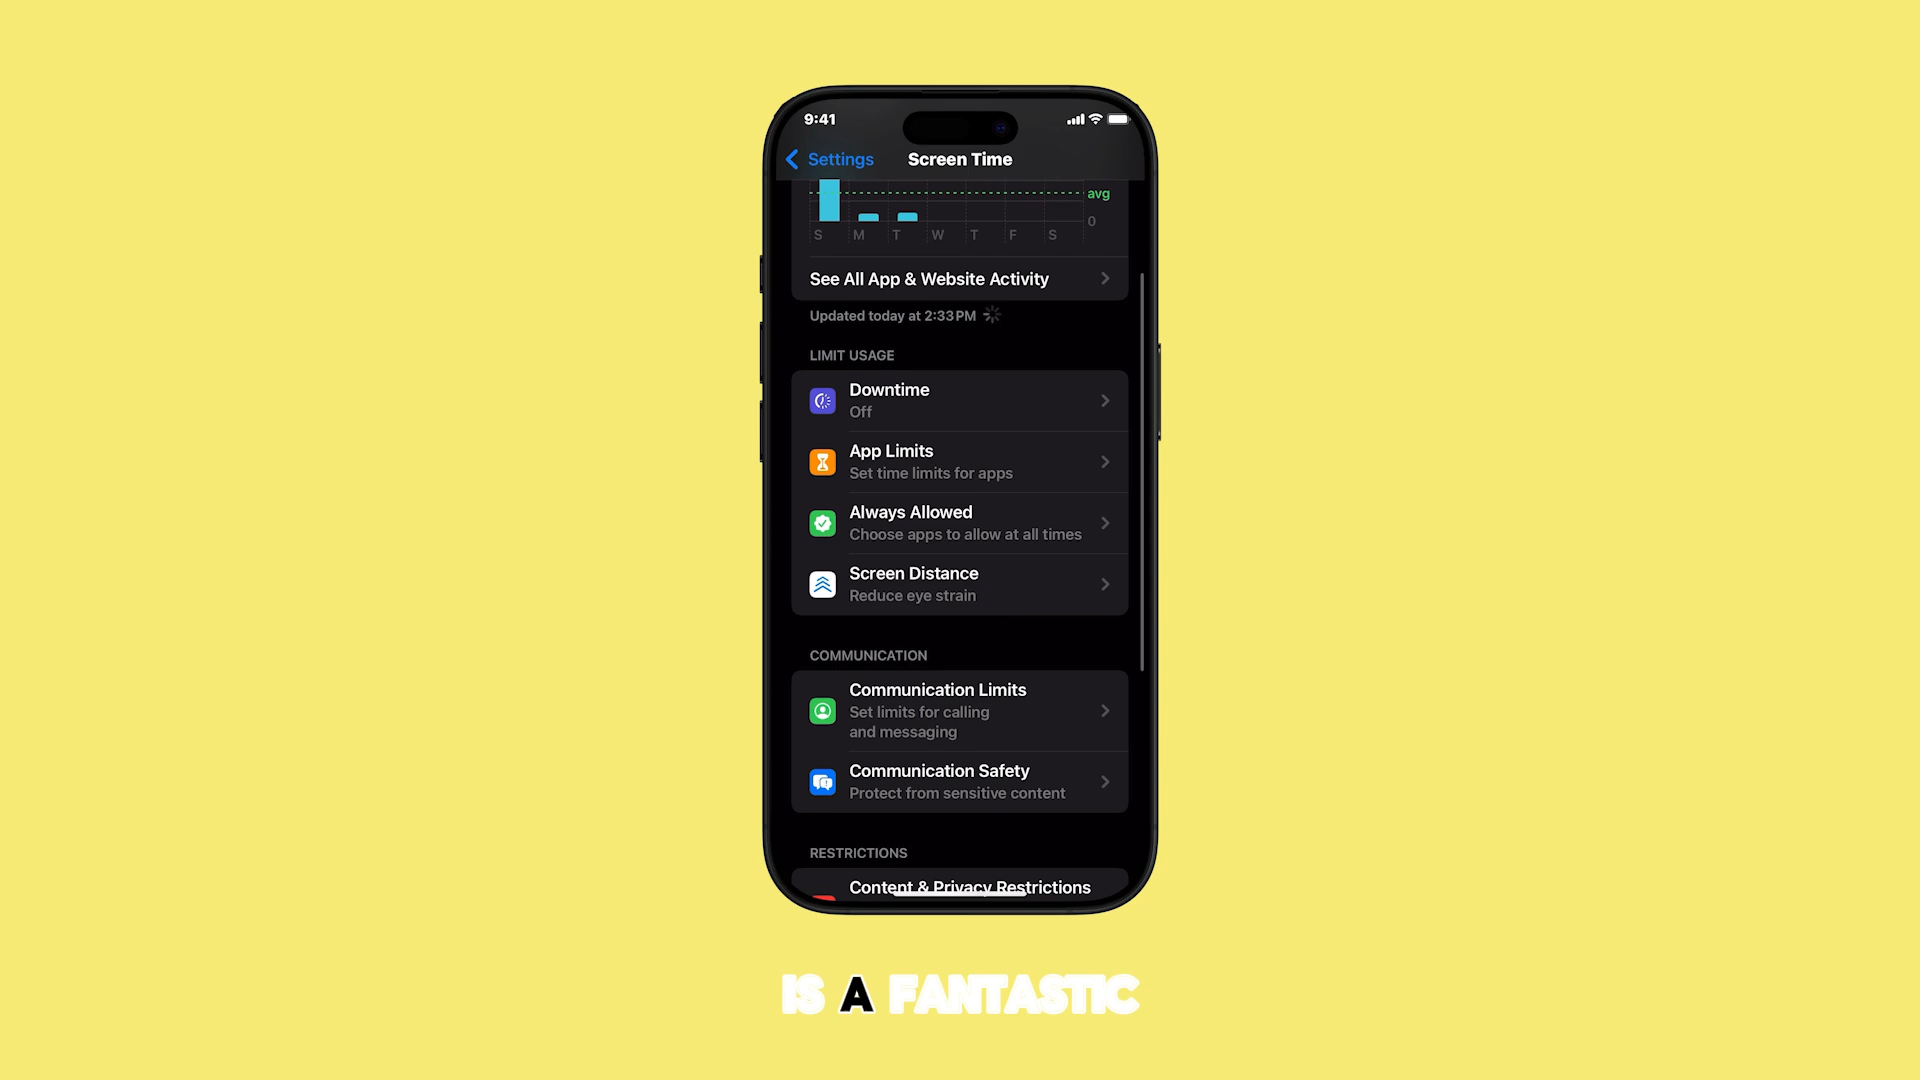 9:41
Settings
Screen Time
avg
0
S M T W T F S
See All App & Website Activity
Updated today at 2:33 PM
LIMIT USAGE
Downtime
Off
App Limits
Set time limits for apps
Always Allowed
Choose apps to allow at all times
Screen Distance
Reduce eye strain
COMMUNICATION
Communication Limits
Set limits for calling
and messaging
Communication Safety
Protect from sensitive content
RESTRICTIONS
Content & Privacy Restrictions
IS A FANTASTIC